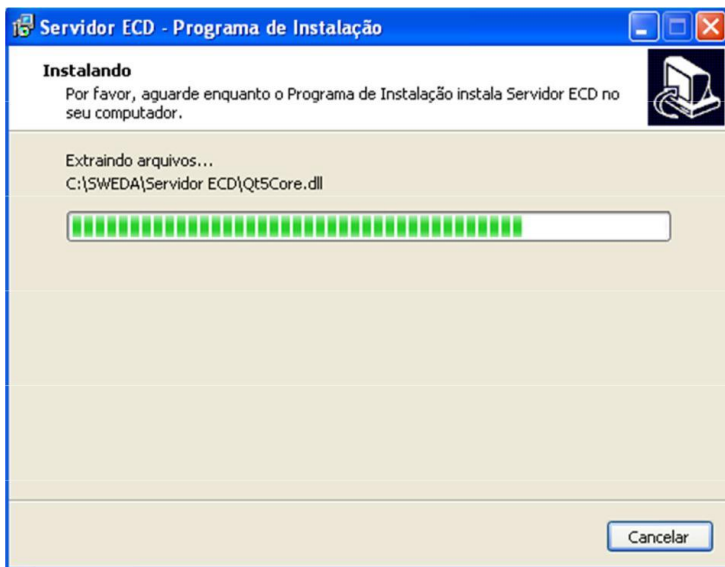 Servidor ECD - Programa de Instalação
Instalando
Por favor, aguarde enquanto o Programa de Instalação instala Servidor ECD no
seu computador.
Extraindo arquivos...
C:\SWEDA\Servidor ECD\Qt5Core.dll
Cancelar